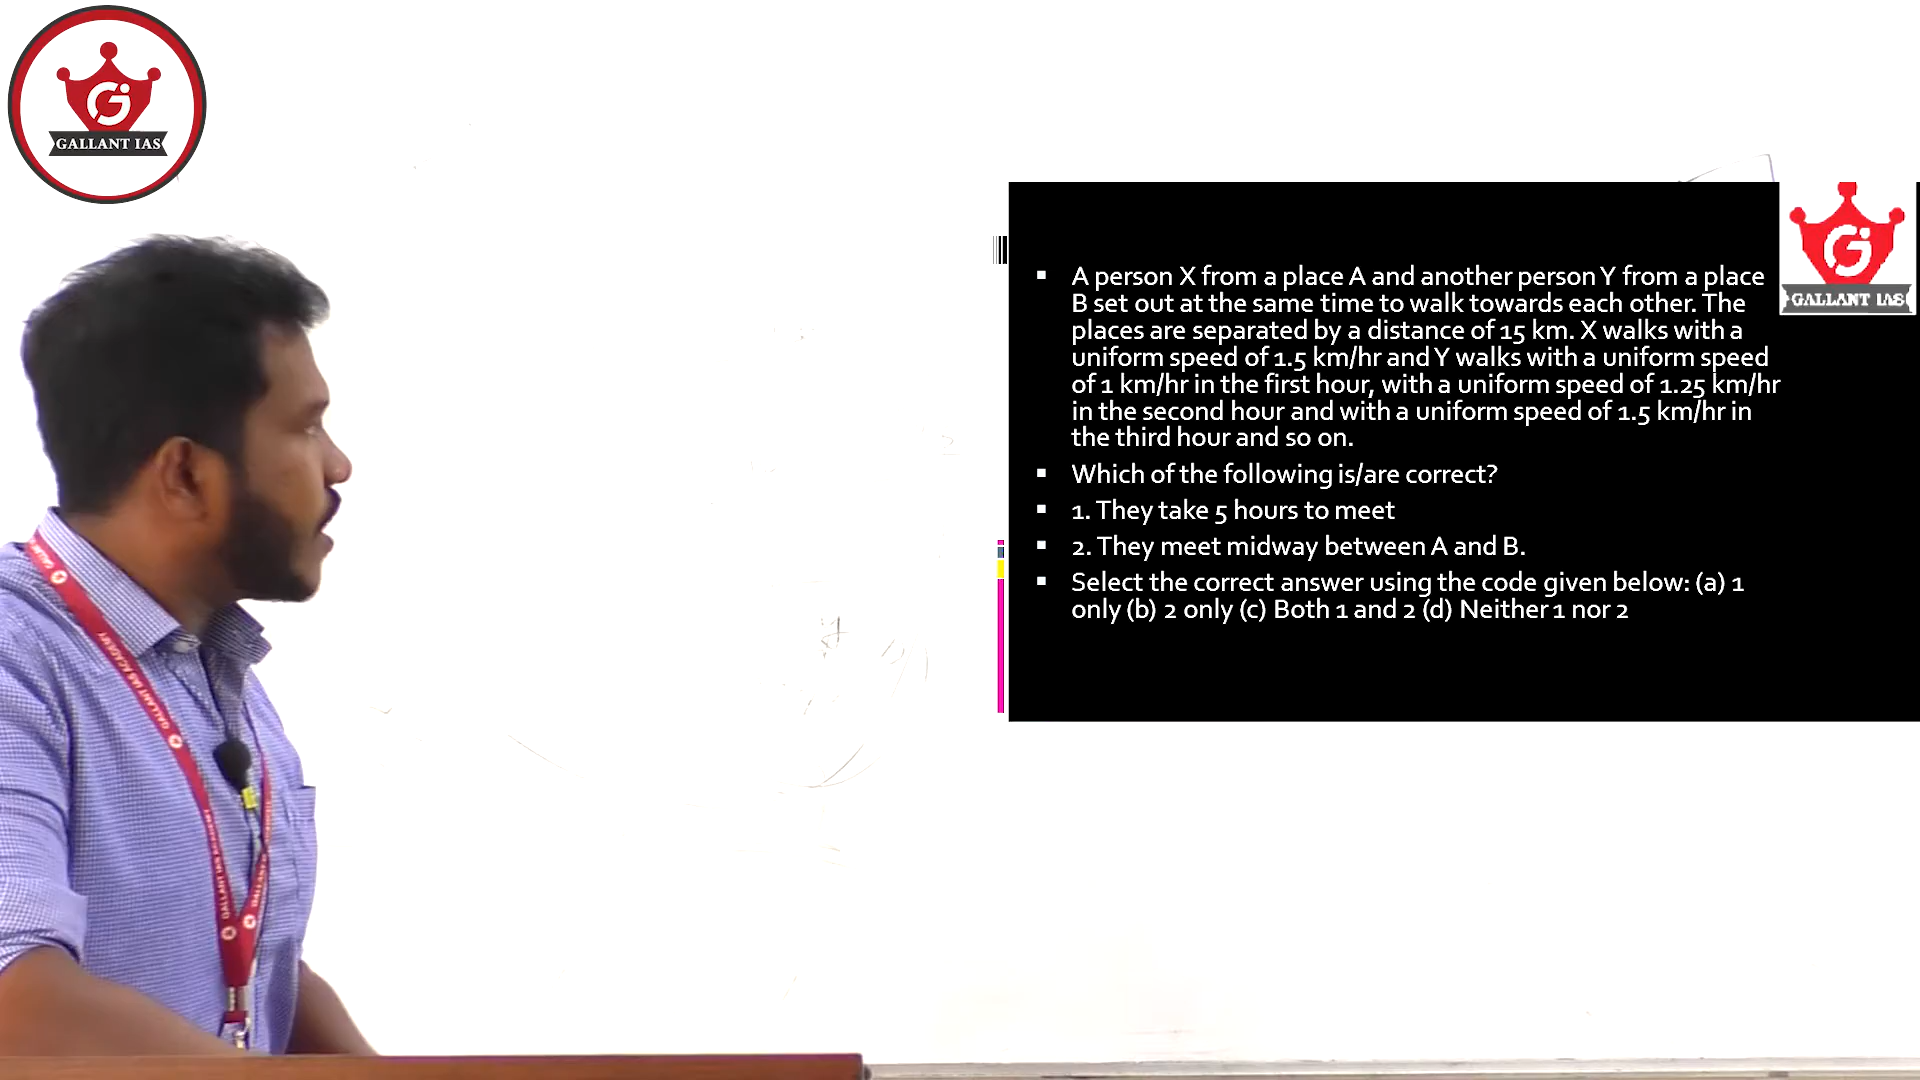 GALLANT IAS
GALLANT IAS
A person X from a place A and another person Y from a place
B set out at the same time to walk towards each other. The
places are separated by a distance of 15 km. X walks with a
uniform speed of 1.5 km/hr and Y walks with a uniform speed
of 1 km/hr in the first hour, with a uniform speed of 1.25 km/hr
in the second hour and with a uniform speed of 1.5 km/hr in
the third hour and so on.
Which of the following is/are correct?
1. They take 5 hours to meet
2. They meet midway between A and B.
Select the correct answer using the code given below: (a) 1
only (b) 2 only (c) Both 1 and 2 (d) Neither 1 nor 2
GALLANT IAS ACADEMY
GALLANT IAS ACADEMY